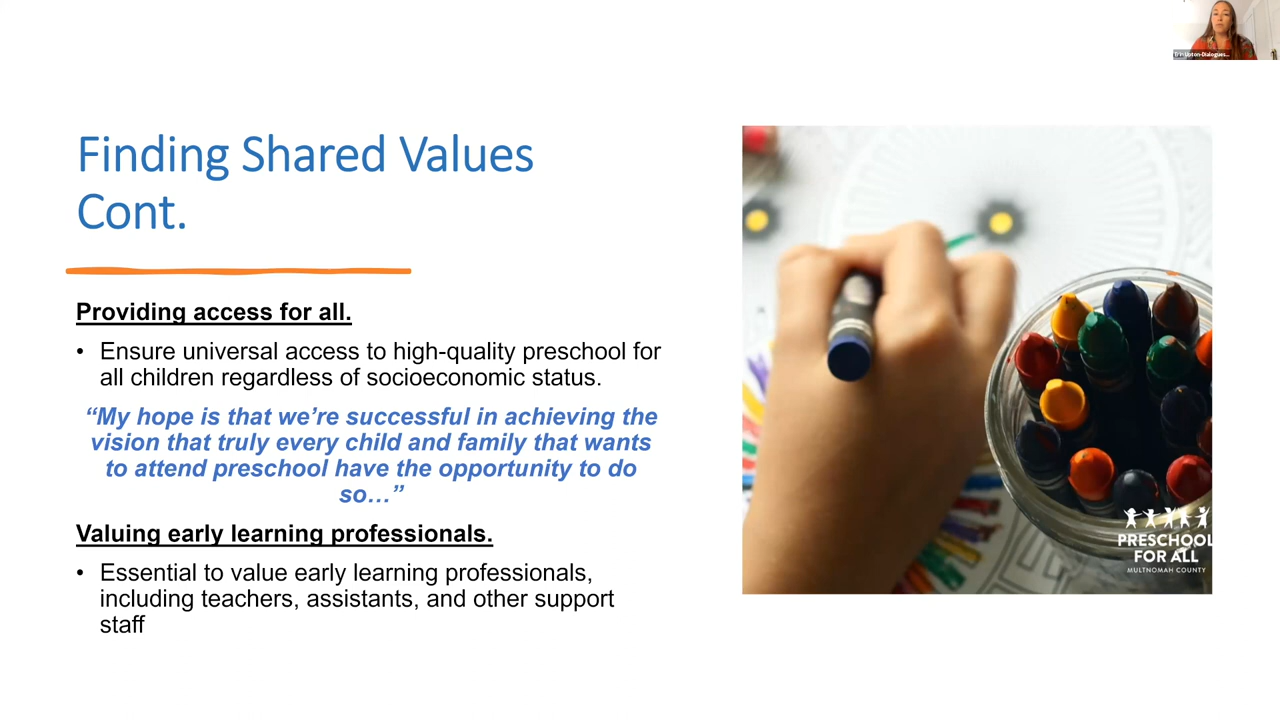 Finding Shared Values
Cont.
Providing access for all.
• Ensure universal access to high-quality preschool for
all children regardless of socioeconomic status.
“My hope is that we’re successful in achieving the
vision that truly every child and family that wants
to attend preschool have the opportunity to do
so…”
Valuing early learning professionals.
• Essential to value early learning professionals,
including teachers, assistants, and other support
staff
PRESCHOOL
FOR ALL
MULTNOMAH COUNTY